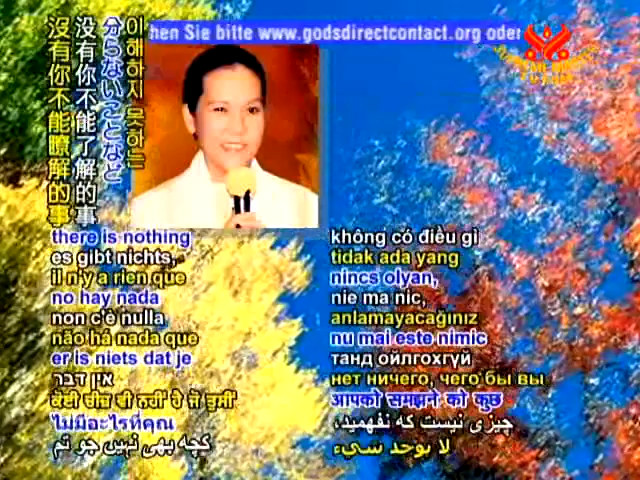 hen Sie bitte www.godsdirectcontact.org oder
SUPREME MASTER
TV.COM
이해하지 못하는
分らないことなど
没有你不能了解的事
沒有你不能瞭解的事
there is nothing
es gibt nichts,
il n'y a rien que
no hay nada
non c'è nulla
não há nada que
er is niets dat je
אין דבר
ਕੋਈ ਚੀਜ਼ ਵੀ ਨਹੀਂ ਹੈ ਜੋ ਤੁਸੀਂ
ไม่มีอะไรที่คุณ
کچھ بھی نہیں جو تم
không có điều gì
tidak ada yang
nincs olyan,
nie ma nic,
anlamayacağınız
nu mai este nimic
танд ойлгохгүй
нет ничего, чего бы вы
आपको समझने को कुछ
چیزی نیست که نفهمید،
لا يوجد شيء